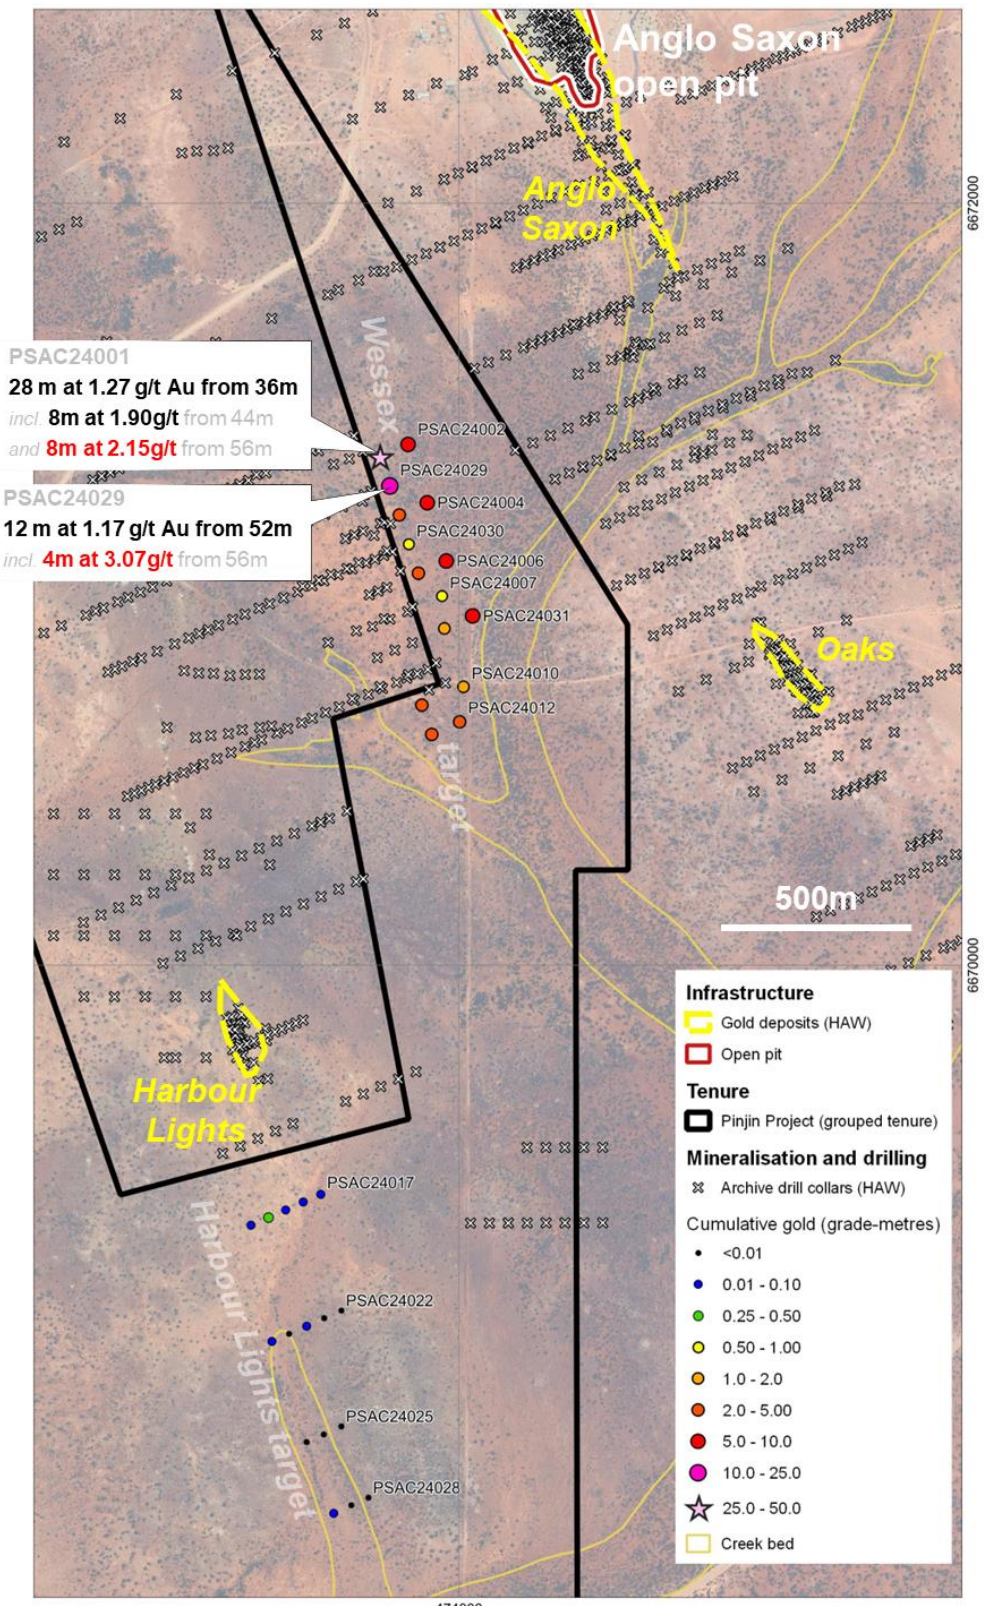 Anglo Saxon
open pit
Anglo
Saxon
6672000
Wessex
PSAC24001
28 m at 1.27 g/t Au from 36m
incl. 8m at 1.90g/t from 44m
and 8m at 2.15g/t from 56m
PSAC24002
PSAC24029
PSAC24029
12 m at 1.17 g/t Au from 52m
incl. 4m at 3.07g/t from 56m
PSAC24004
PSAC24030
PSAC24006
PSAC24007
PSAC24031
Oaks
PSAC24010
PSAC24012
target
500m
6670000
Harbour
Lights
PSAC24017
Harbour Lights target
PSAC24022
PSAC24025
PSAC24028
Infrastructure
Gold deposits (HAW)
Open pit
Tenure
Pinjin Project (grouped tenure)
Mineralisation and drilling
Archive drill collars (HAW)
Cumulative gold (grade-metres)
<0.01
0.01 - 0.10
0.25 - 0.50
0.50 - 1.00
1.0 - 2.0
2.0 - 5.00
5.0 - 10.0
10.0 - 25.0
25.0 - 50.0
Creek bed